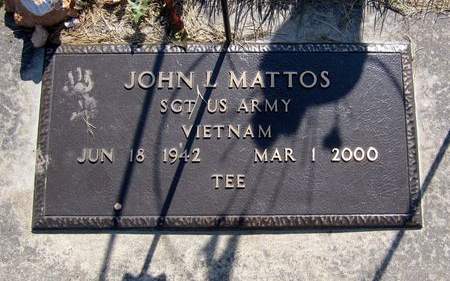 JOHN L MATTOS
SGT US ARMY
VIETNAM
JUN 18 1942 MAR 1 2000
TEE